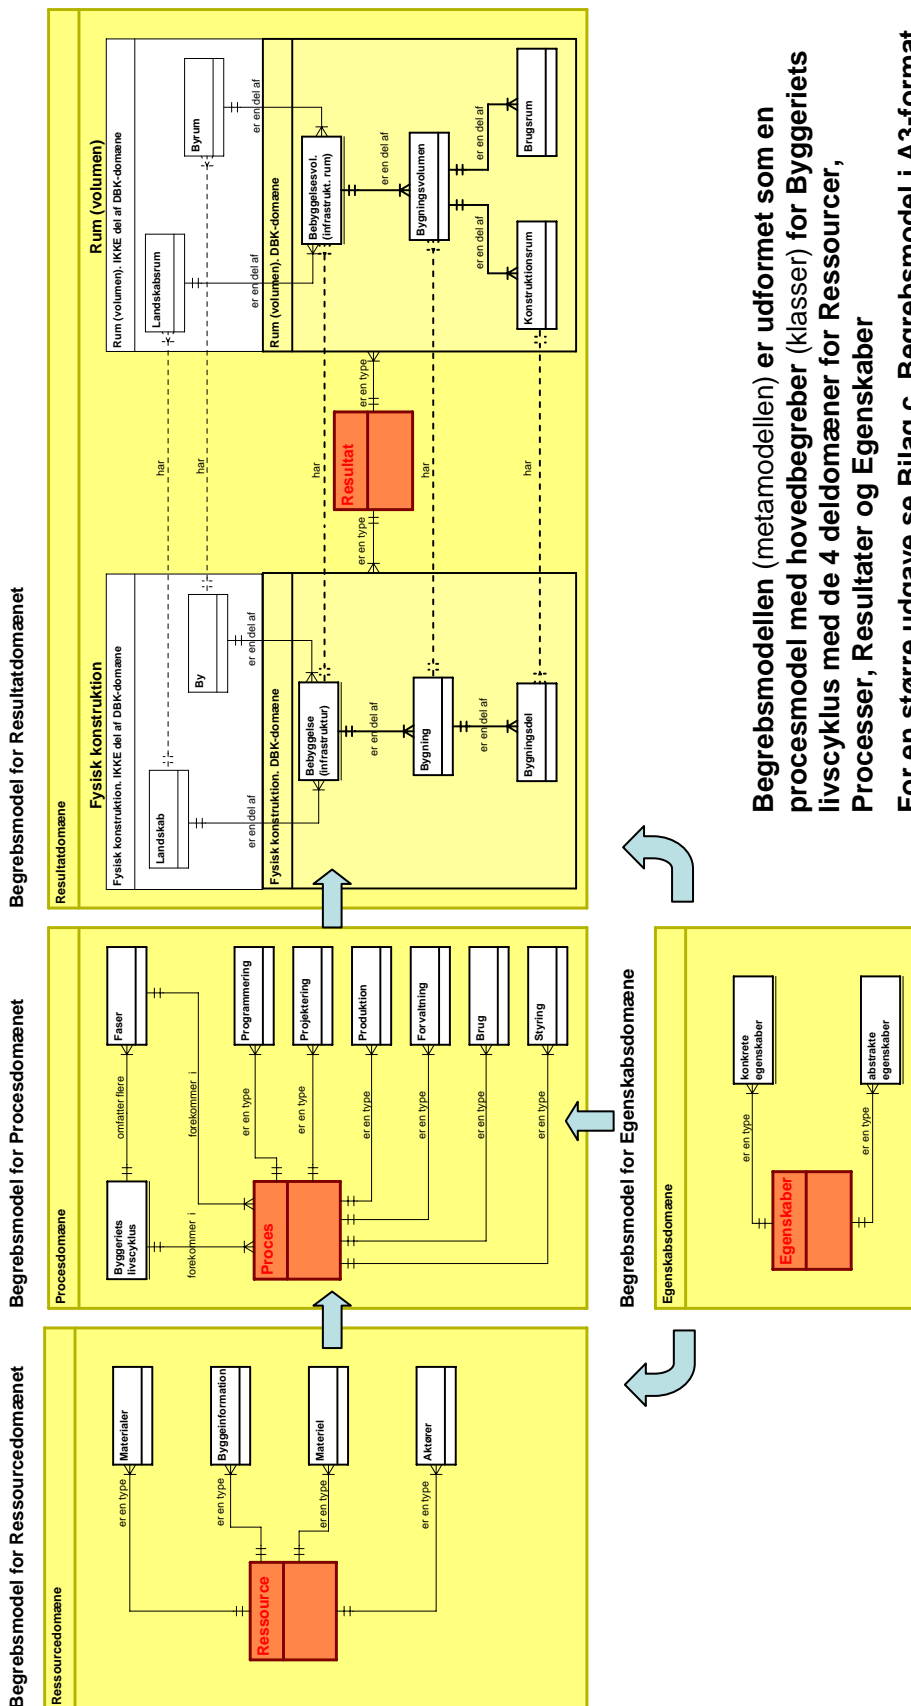 Begrebsmodel for Ressourcedomænet
Ressourcedomæne
Ressource
er en type
Materialer
er en type
Byggeinformation
er en type
Materiel
er en type
Aktører
Begrebsmodel for Procesdomænet
Procesdomæne
Byggeriets
livscyklus
omfatter flere
Faser
forekommer i
forekommer i
Proces
er en type
Programmering
er en type
Projektering
er en type
Produktion
er en type
Forvaltning
er en type
Brug
er en type
Styring
Begrebsmodel for Resultatdomænet
Resultatdomæne
Fysisk konstruktion
Fysisk konstruktion. IKKE del af DBK-domæne
Landskab
By
er en del af
er en del af
Fysisk konstruktion. DBK-domæne
Bebyggelse
(infrastruktur)
er en del af
Bygning
er en del af
Bygningsdel
har
har
har
har
har
er en type
Resultat
er en type
Rum (volumen)
Rum (volumen). IKKE del af DBK-domæne
Landskabsrum
Byrum
er en del af
er en del af
Rum (volumen). DBK-domæne
Bebyggelsesvol.
(infrastrukt. rum)
er en del af
Bygningsvolumen
er en del af
er en del af
Konstruktionsrum
Brugsrum
Begrebsmodel for Egenskabsdomæne
Egenskabsdomæne
Egenskaber
er en type
konkrete
egenskaber
er en type
abstrakte
egenskaber
Begrebsmodellen (metamodellen) er udformet som en
procesmodel med hovedbegreber (klasser) for Byggeriets
livscyklus med de 4 deldomæner for Ressourcer,
Processer, Resultater og Egenskaber
For en større udgave se Bilag c. Begrebsmodel i A3-format